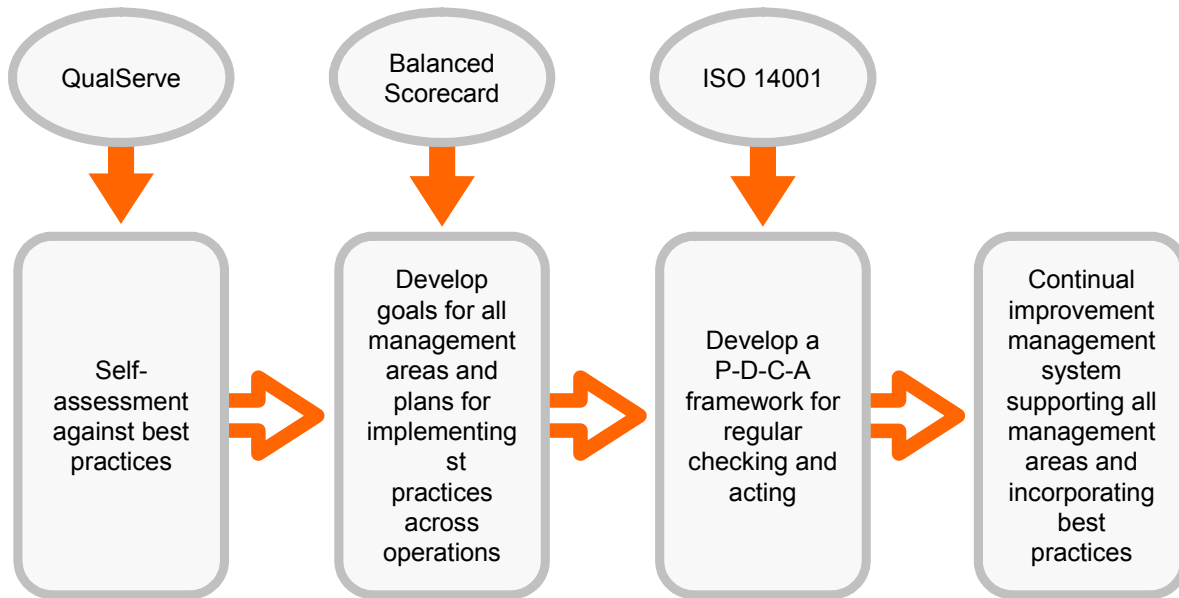 QualServe
Balanced
Scorecard
ISO 14001
Self-
assessment
against best
practices
Develop
goals for all
management
areas and
plans for
implementing
st
practices
across
operations
Develop a
P-D-C-A
framework for
regular
checking and
acting
Continual
improvement
management
system
supporting all
management
areas and
incorporating
best
practices